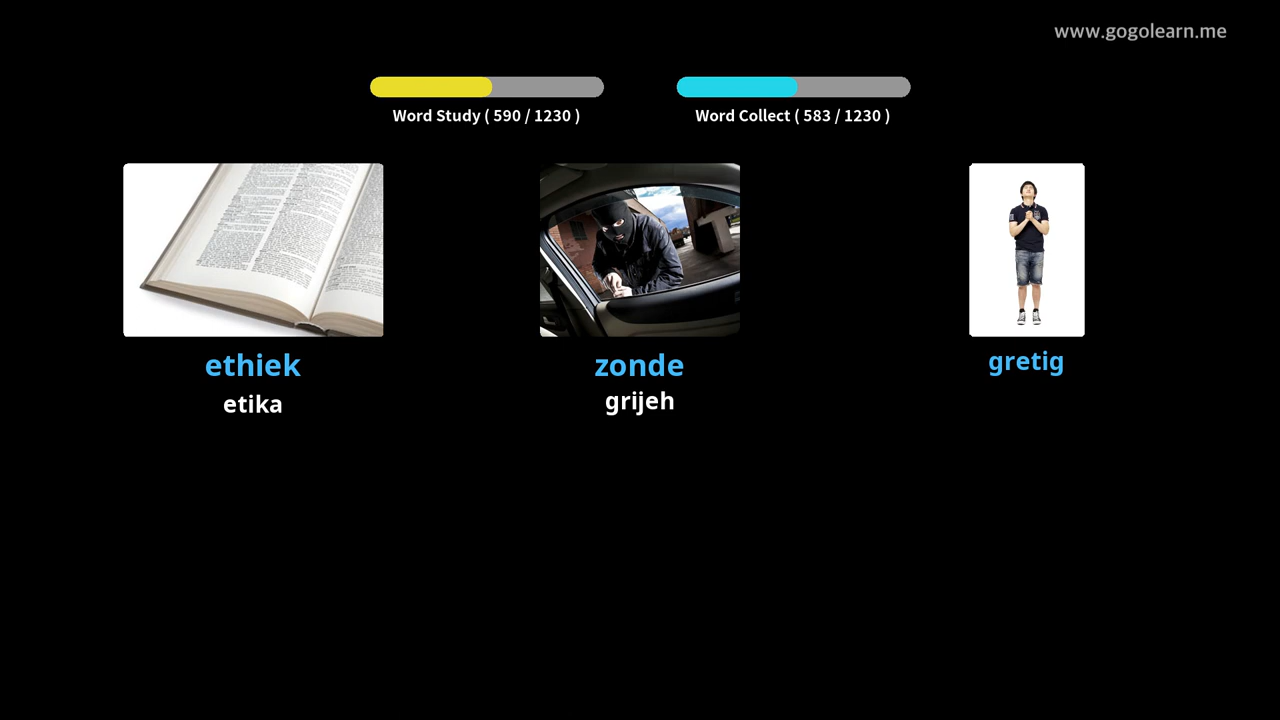 www.gogolearn.me
Word Study ( 590 / 1230 )
Word Collect ( 583 / 1230 )
ethiek
etika
zonde
grijeh
gretig